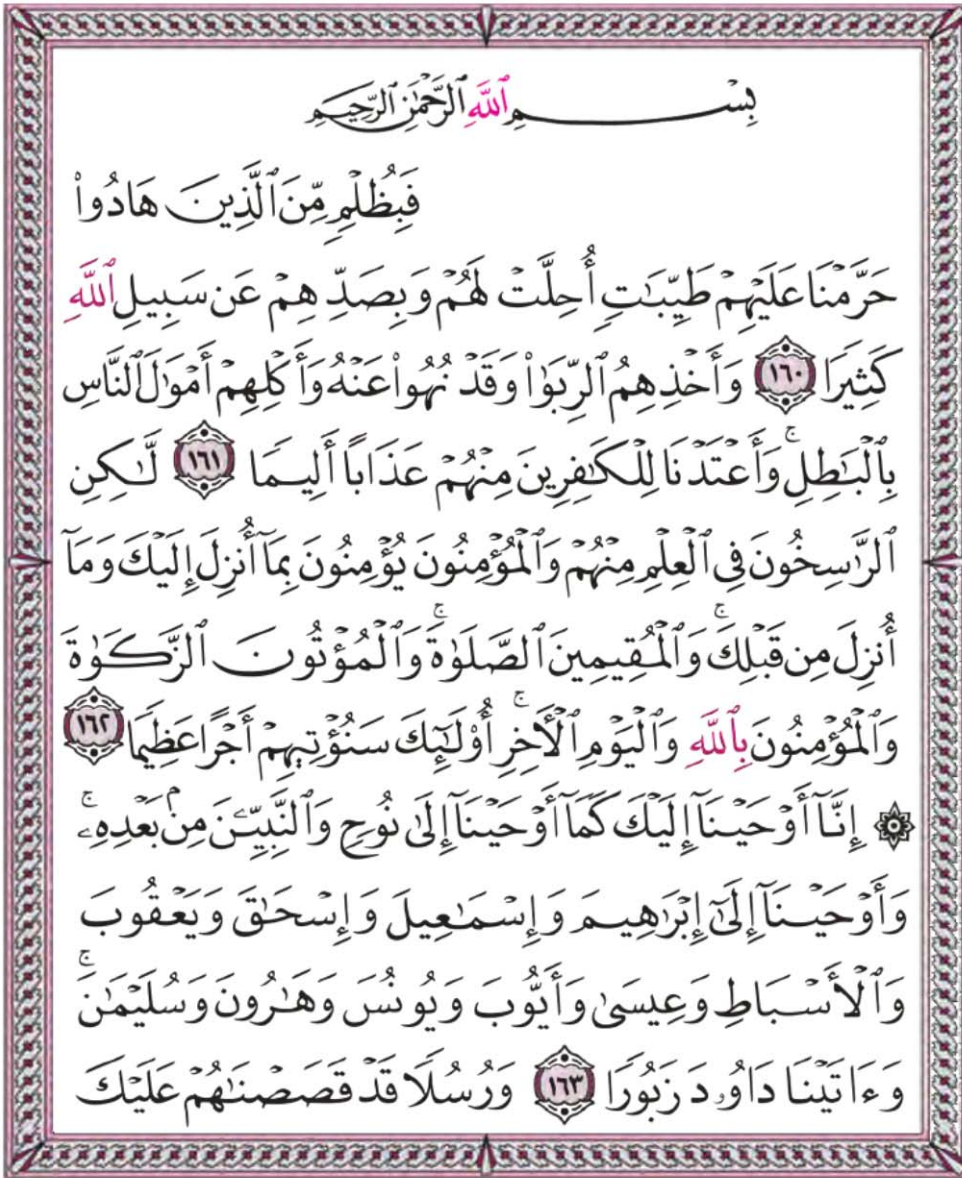 بِسْمِ ٱللَّهِ ٱلرَّحْمَٰنِ ٱلرَّحِيمِ
فَبِظُلْمٍ مِّنَ ٱلَّذِينَ هَادُوا۟
حَرَّمْنَا عَلَيْهِمْ طَيِّبَٰتٍ أُحِلَّتْ لَهُمْ وَبِصَدِّهِمْ عَن سَبِيلِ ٱللَّهِ
كَثِيرًا ١٦٠ وَأَخْذِهِمُ ٱلرِّبَوٰا۟ وَقَدْ نُهُوا۟ عَنْهُ وَأَكْلِهِمْ أَمْوَٰلَ ٱلنَّاسِ
بِٱلْبَٰطِلِ ۚ وَأَعْتَدْنَا لِلْكَٰفِرِينَ مِنْهُمْ عَذَابًا أَلِيمًا ١٦١ لَّٰكِنِ
ٱلرَّٰسِخُونَ فِى ٱلْعِلْمِ مِنْهُمْ وَٱلْمُؤْمِنُونَ يُؤْمِنُونَ بِمَآ أُنزِلَ إِلَيْكَ وَمَآ
أُنزِلَ مِن قَبْلِكَ ۚ وَٱلْمُقِيمِينَ ٱلصَّلَوٰةَ ۚ وَٱلْمُؤْتُونَ ٱلزَّكَوٰةَ
وَٱلْمُؤْمِنُونَ بِٱللَّهِ وَٱلْيَوْمِ ٱلْأَخِرِ ۚ أُو۟لَٰٓئِكَ سَنُؤْتِيهِمْ أَجْرًا عَظِيمًا ١٦٢
۞ إِنَّآ أَوْحَيْنَآ إِلَيْكَ كَمَآ أَوْحَيْنَآ إِلَىٰ نُوحٍ وَٱلنَّبِيِّۦنَ مِنۢ بَعْدِهِۦ ۚ
وَأَوْحَيْنَآ إِلَىٰٓ إِبْرَٰهِيمَ وَإِسْمَٰعِيلَ وَإِسْحَٰقَ وَيَعْقُوبَ
وَٱلْأَسْبَاطِ وَعِيسَىٰ وَأَيُّوبَ وَيُونُسَ وَهَٰرُونَ وَسُلَيْمَٰنَ ۚ
وَءَاتَيْنَا دَاوُۥدَ زَبُورًا ١٦٣ وَرُسُلًا قَدْ قَصَصْنَٰهُمْ عَلَيْكَ